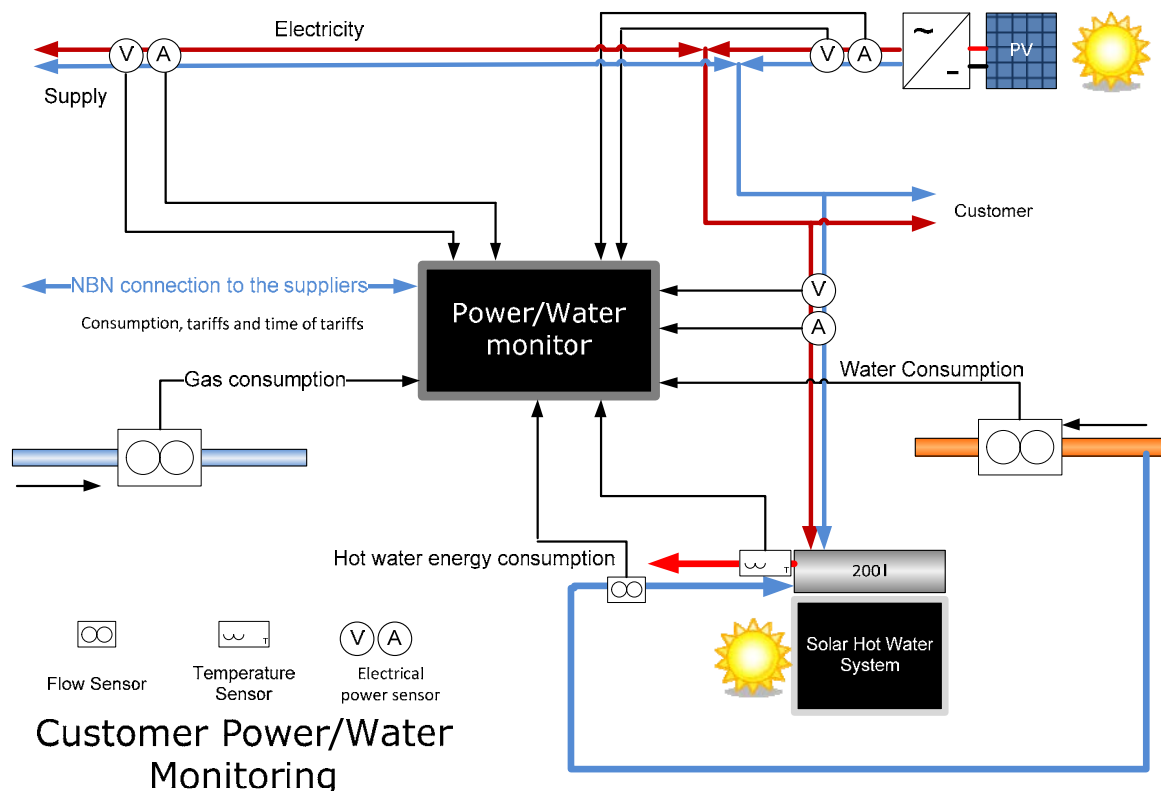 Electricity
V
A
V
A
~
-
PV
Supply
Customer
NBN connection to the suppliers
Consumption, tariffs and time of tariffs
Power/Water
monitor
V
A
Gas consumption
Water Consumption
Hot water energy consumption
T
200l
Solar Hot Water
System
T
V
A
Flow Sensor
Temperature
Sensor
Electrical
power sensor
Customer Power/Water
Monitoring